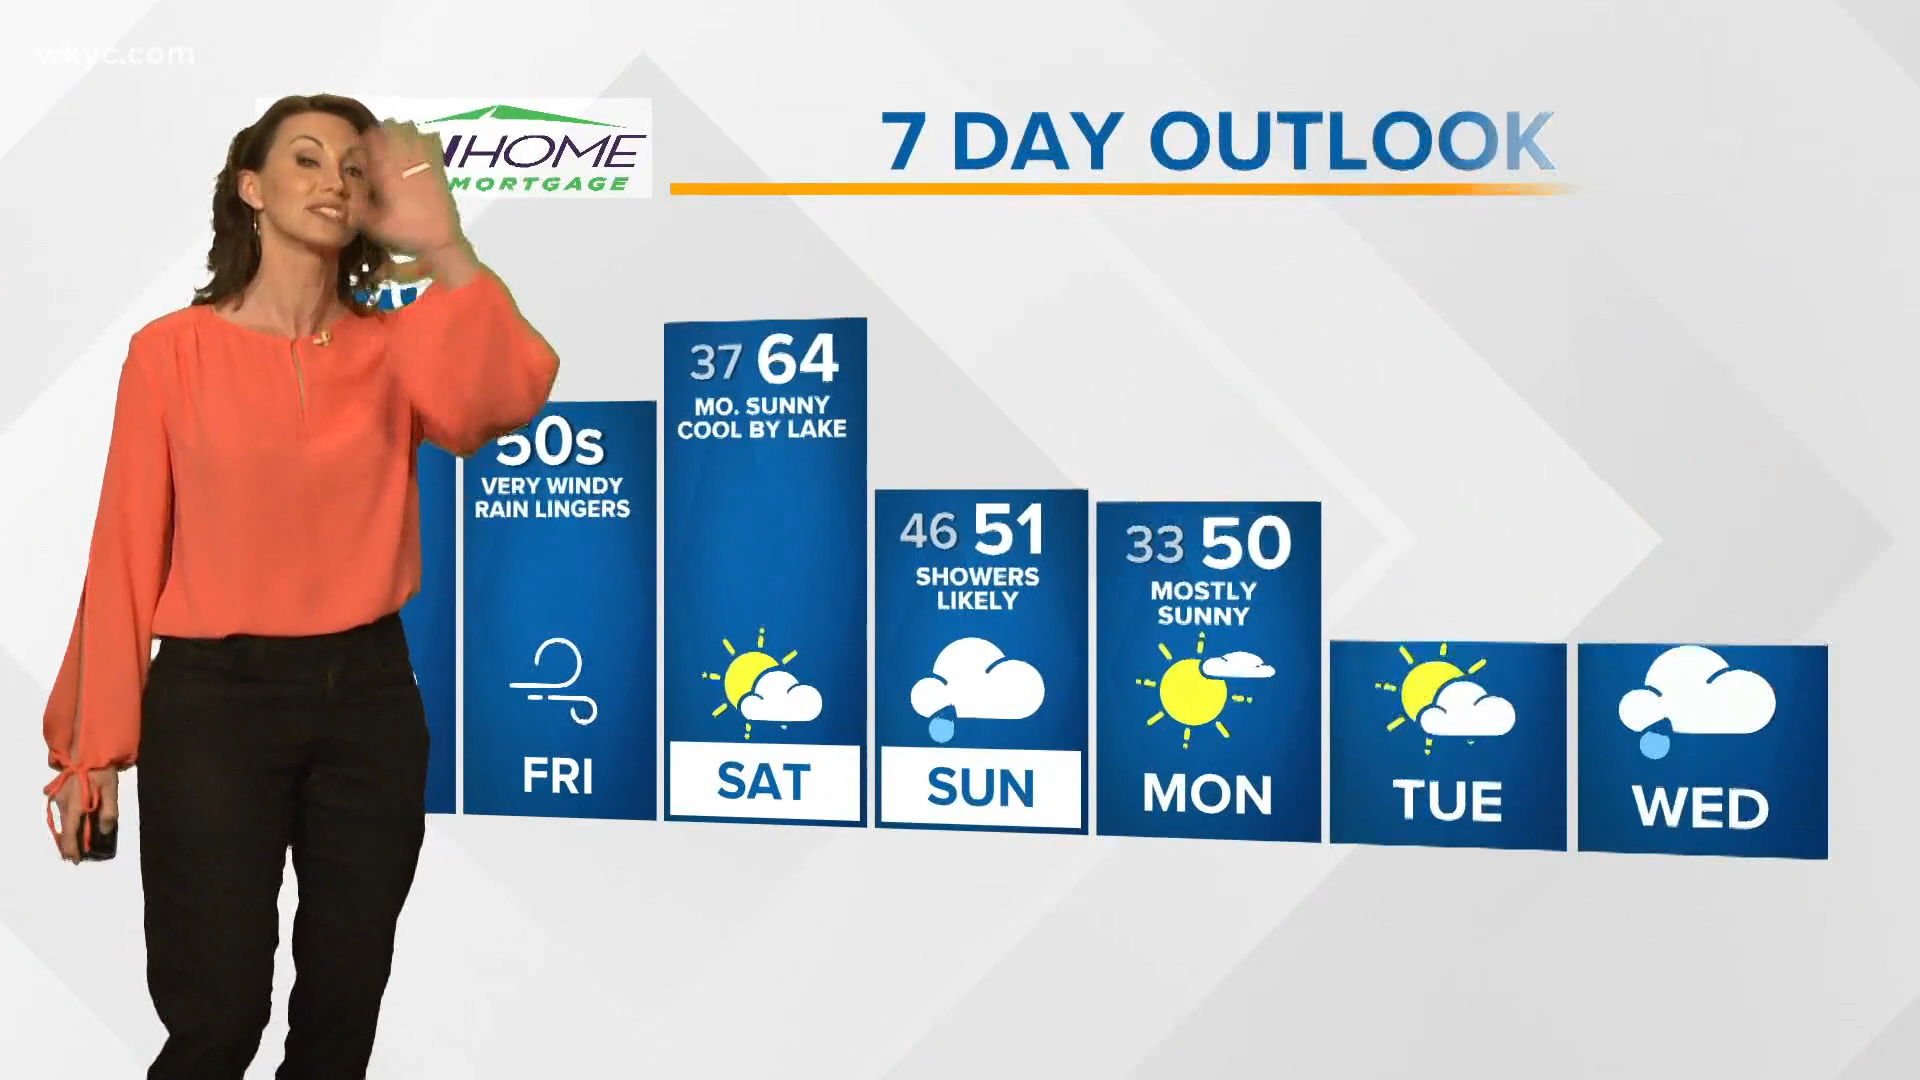 wkyc.com
HOME
MORTGAGE
7 DAY OUTLOOK
50s
VERY WINDY
RAIN LINGERS
FRI
37 64
MO. SUNNY
COOL BY LAKE
SAT
46 51
SHOWERS
LIKELY
SUN
33 50
MOSTLY
SUNNY
MON
TUE
WED